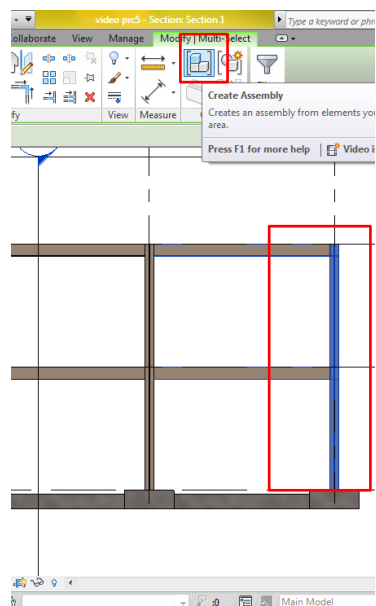 video prc5 - Section: Section 1
Type a keyword or phr
ollaborate View Manage Modify | Multi-Select
fy View Measure
Create Assembly
Creates an assembly from elements you
area.
Press F1 for more help Video i
:0 Main Model